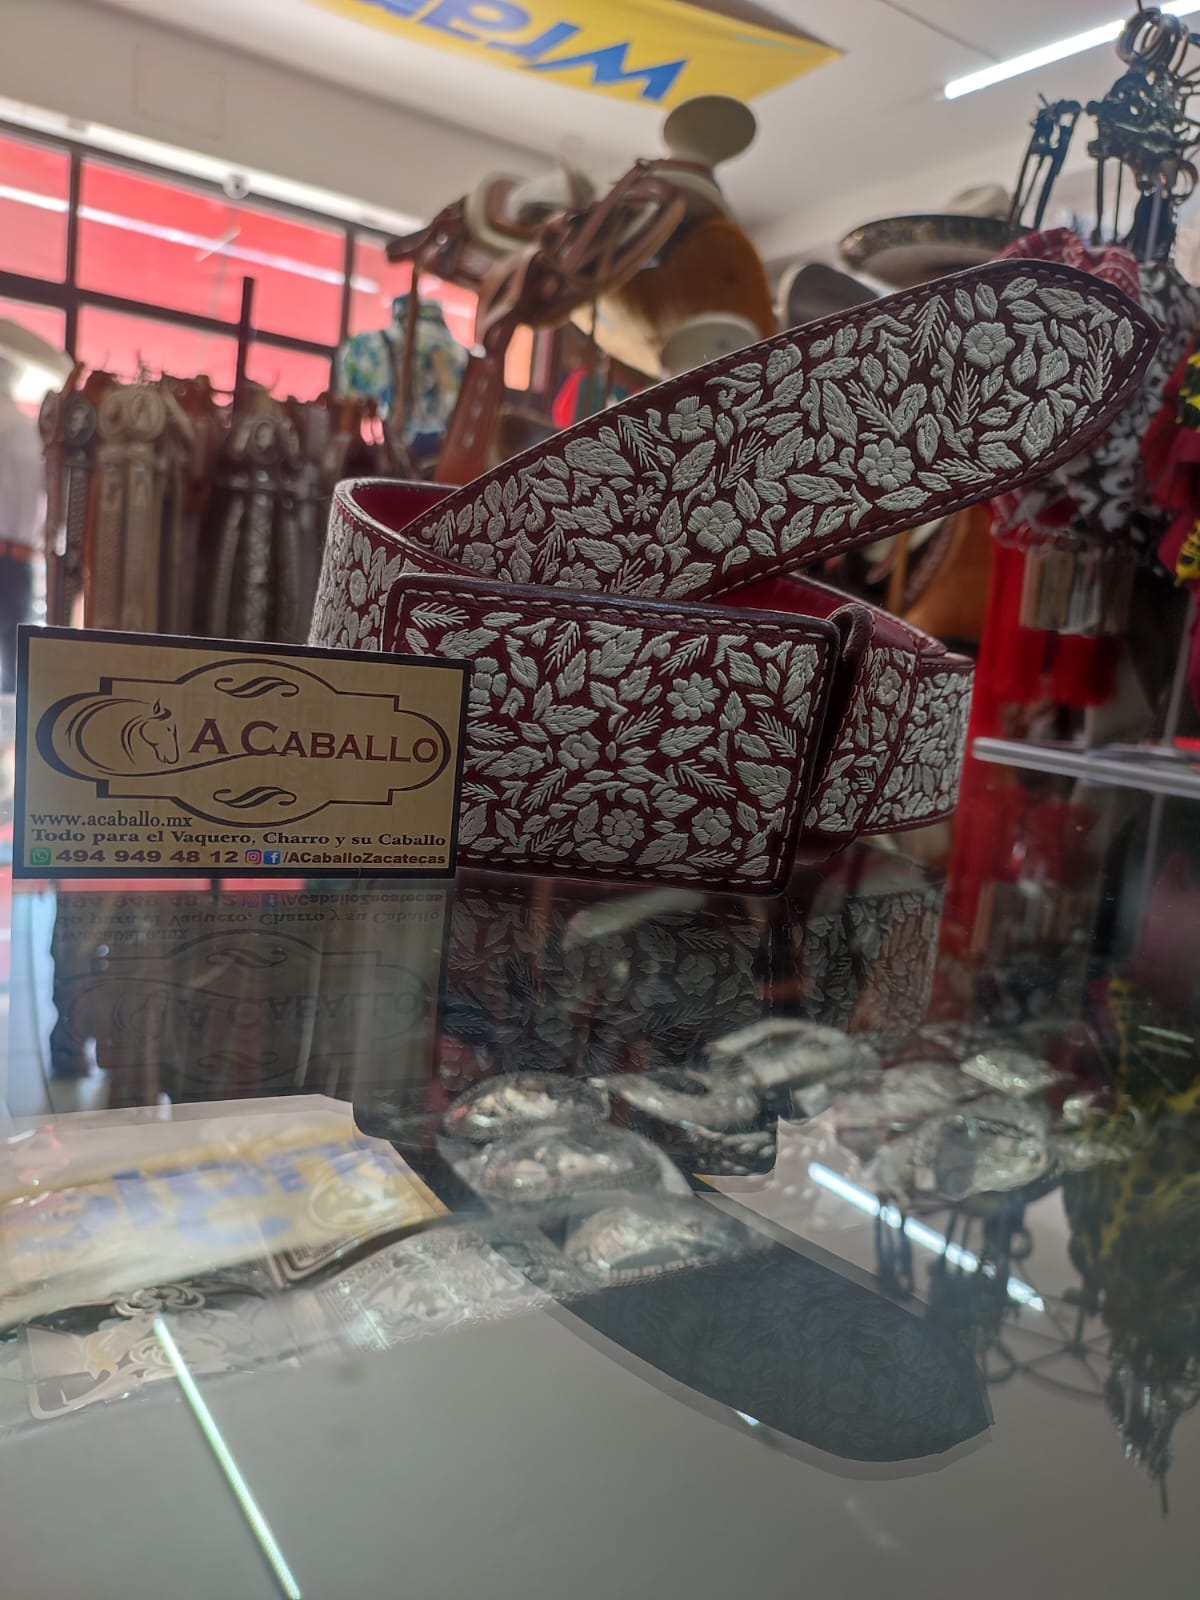 A CABALLO
www.acaballo.mx
Todo para el Vaquero, Charro y su Caballo
494 949 48 12 /ACaballoZacatecas